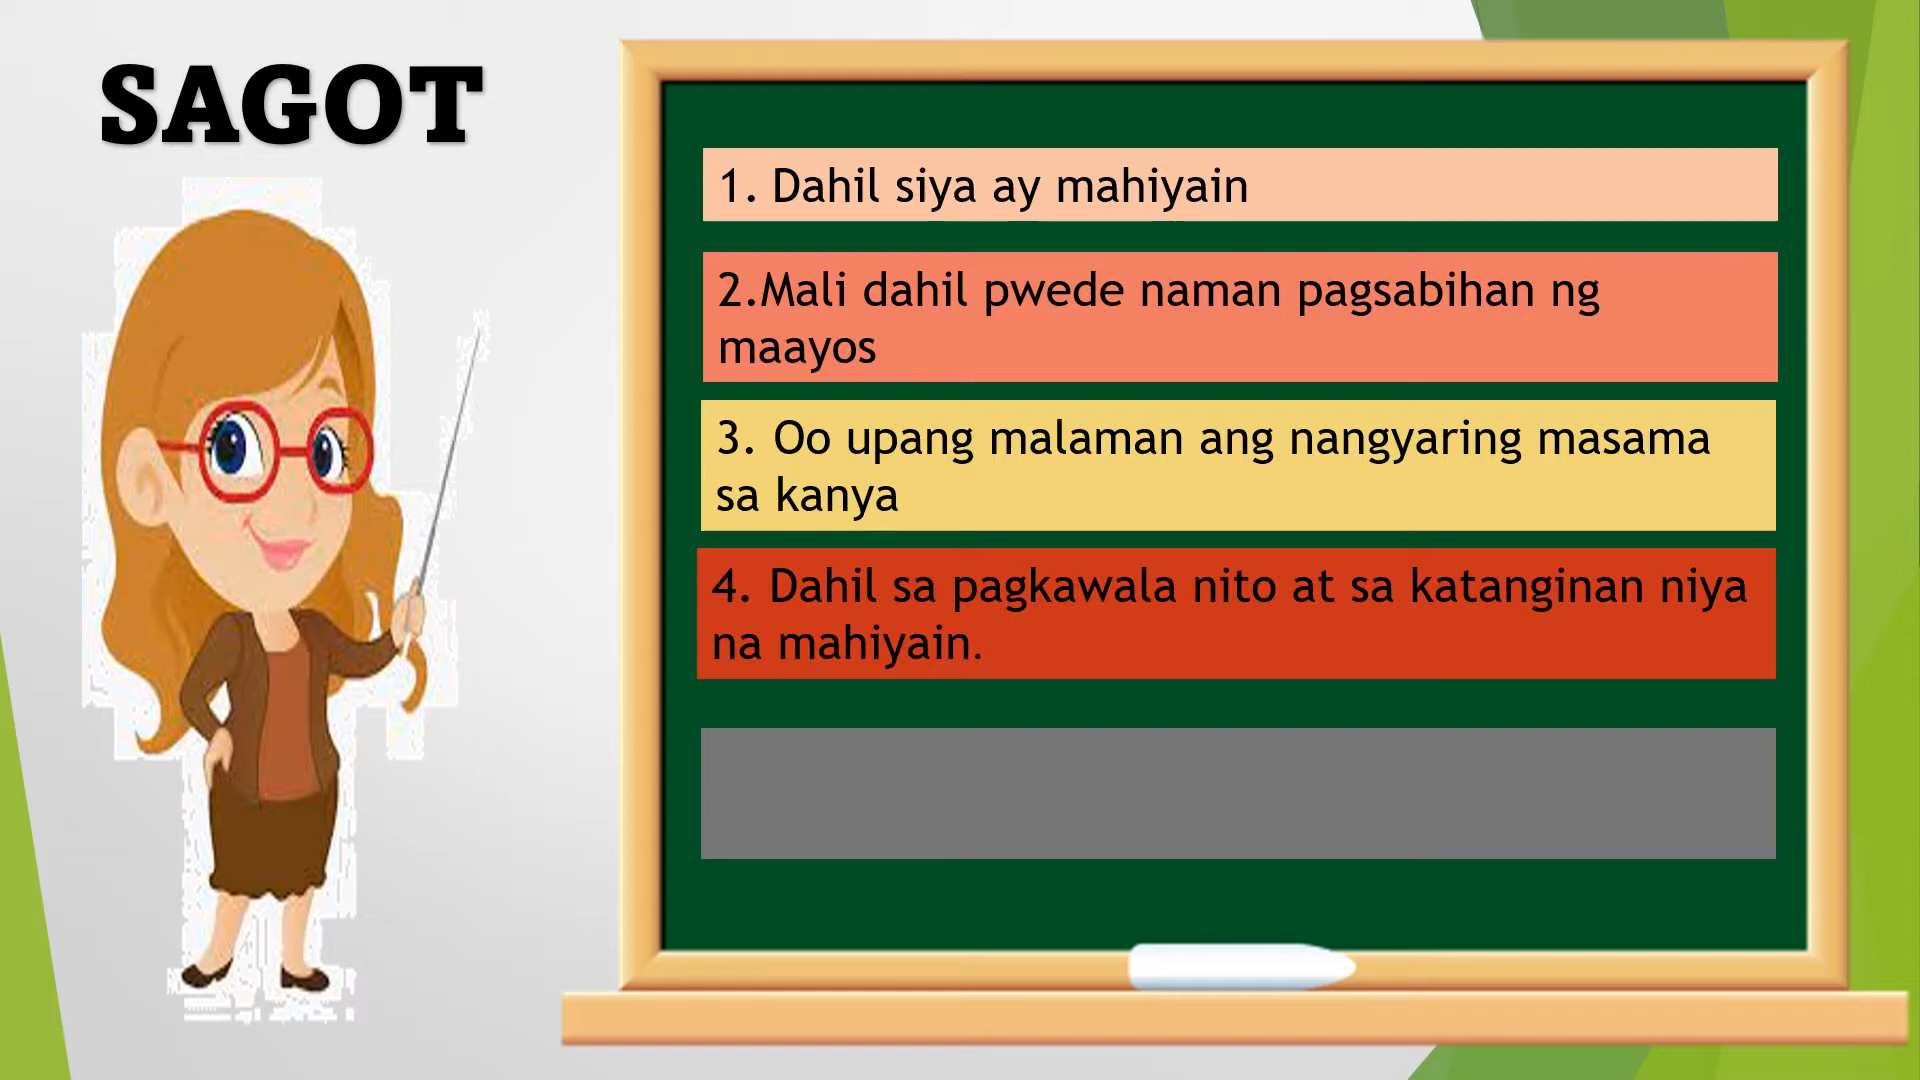 SAGOT
1. Dahil siya ay mahiyain
2.Mali dahil pwede naman pagsabihan ng
maayos
3. Oo upang malaman ang nangyaring masama
sa kanya
4. Dahil sa pagkawala nito at sa katanginan niya
na mahiyain.